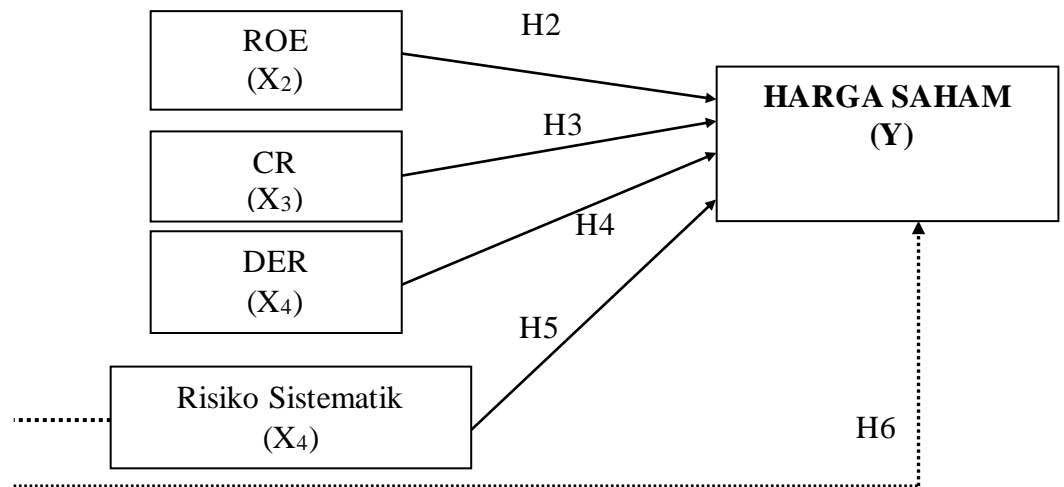 H2
ROE
(X₂)
HARGA SAHAM
(Y)
H3
CR
(X₃)
H4
DER
(X₄)
H5
Risiko Sistematik
(X₄)
H6